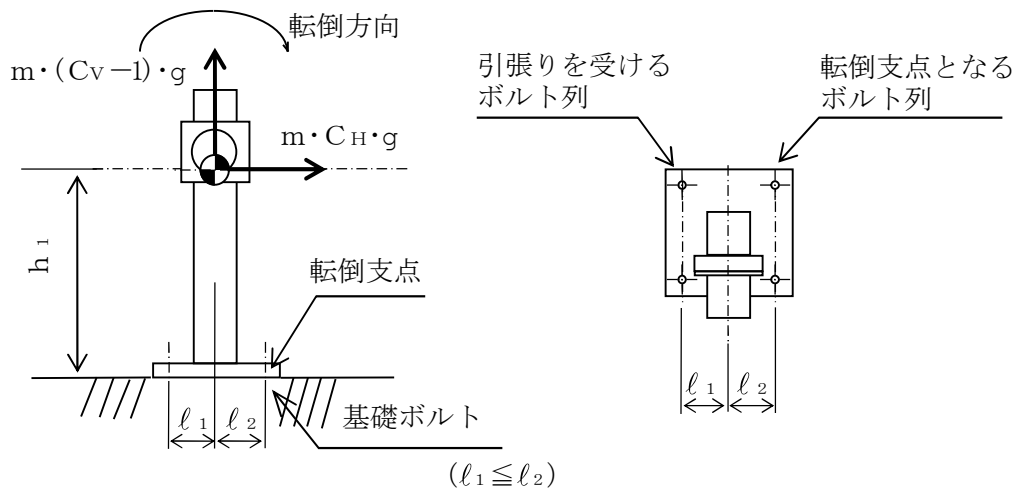 転倒方向
m・(CV－1)・g
m・CH・g
h1
転倒支点
ℓ1 ℓ2
基礎ボルト
(ℓ1≦ℓ2)
引張りを受ける
ボルト列
転倒支点となる
ボルト列
ℓ1 ℓ2